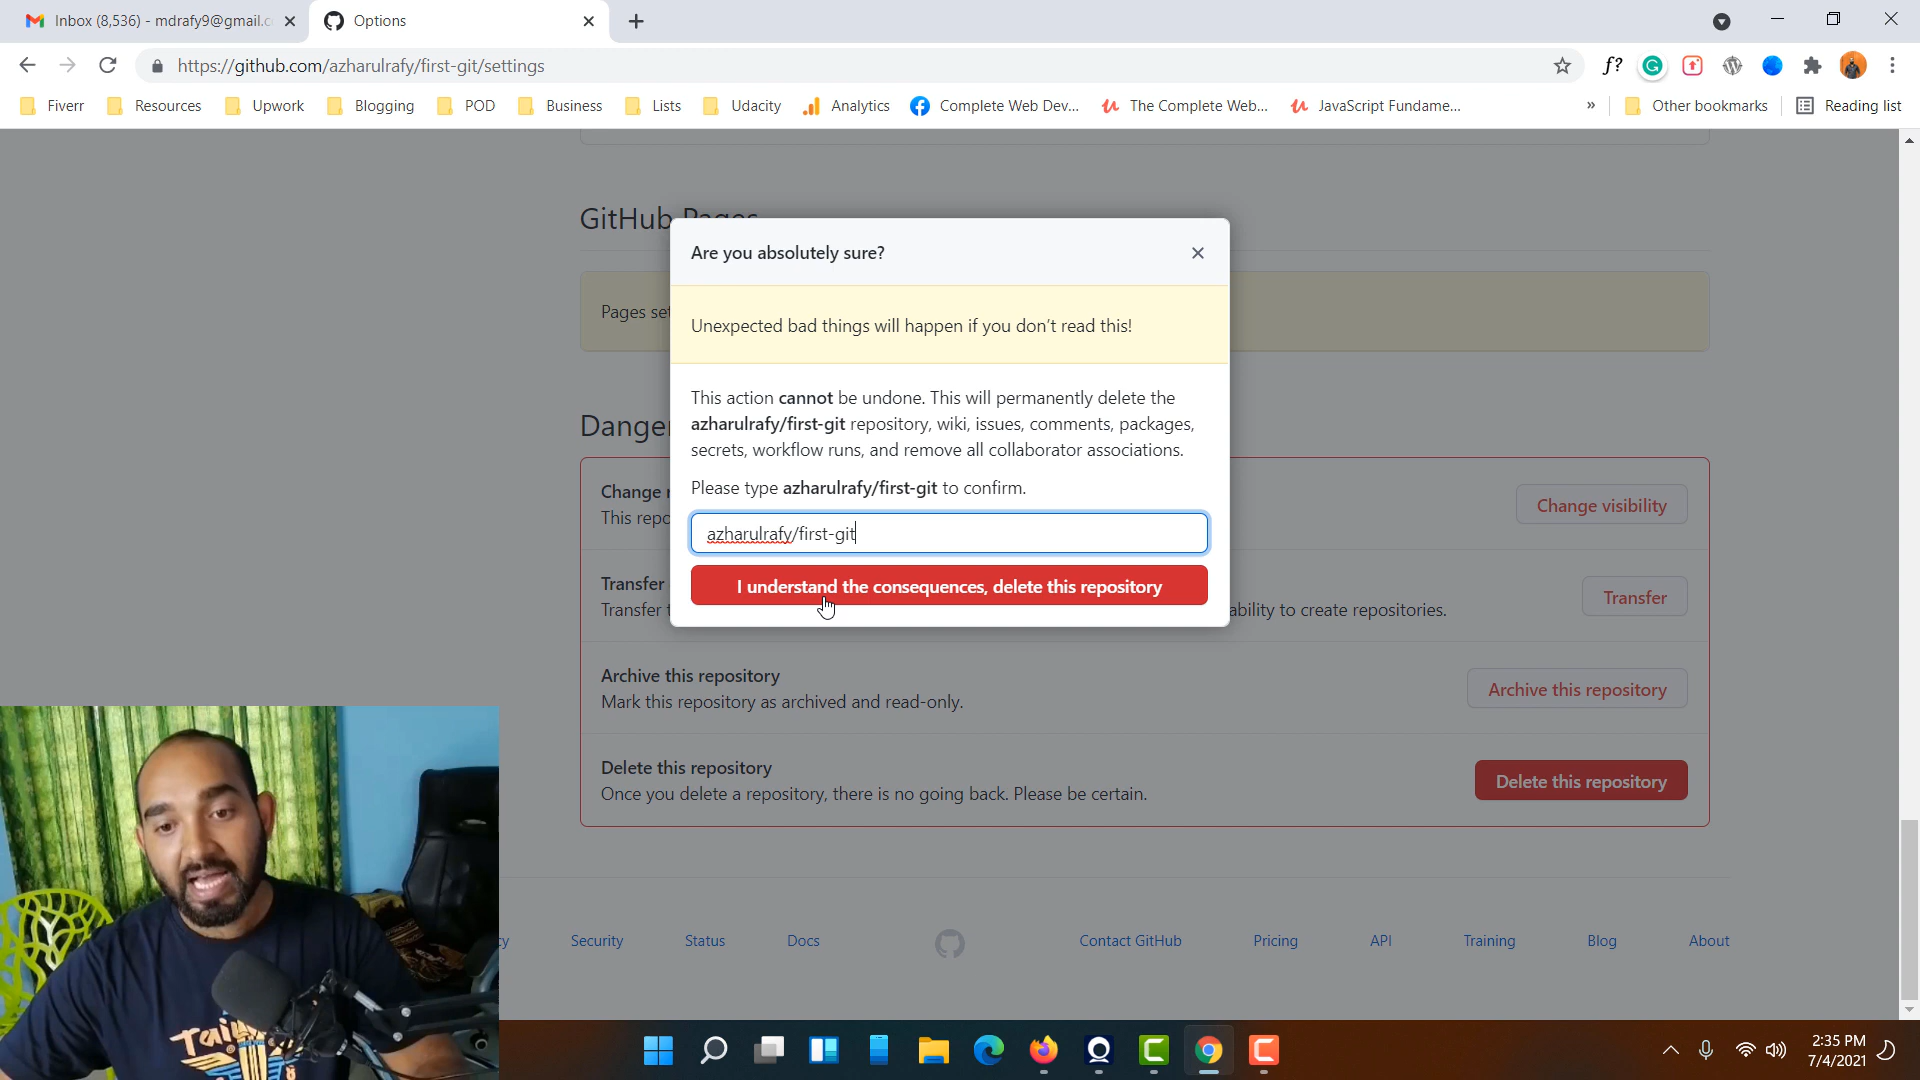 Inbox (8,536) - mdrafy9@gmail.c
Options
https://github.com/azharulrafy/first-git/settings
f?
Fiverr
Resources
Upwork
Blogging
POD
Business
Lists
Udacity
Analytics
Complete Web Dev...
The Complete Web...
JavaScript Fundame...
»
Other bookmarks
Reading list
GitHub Pages
Are you absolutely sure?
Pages set
Unexpected bad things will happen if you don't read this!
This action cannot be undone. This will permanently delete the
azharulrafy/first-git repository, wiki, issues, comments, packages,
secrets, workflow runs, and remove all collaborator associations.
Please type azharulrafy/first-git to confirm.
azharulrafy/first-git
I understand the consequences, delete this repository
Danger
Change
This repo
Change visibility
Transfer
Transfer
ability to create repositories.
Transfer
Archive this repository
Mark this repository as archived and read-only.
Archive this repository
Delete this repository
Once you delete a repository, there is no going back. Please be certain.
Delete this repository
Security
Status
Docs
Contact GitHub
Pricing
API
Training
Blog
About
2:35 PM
7/4/2021